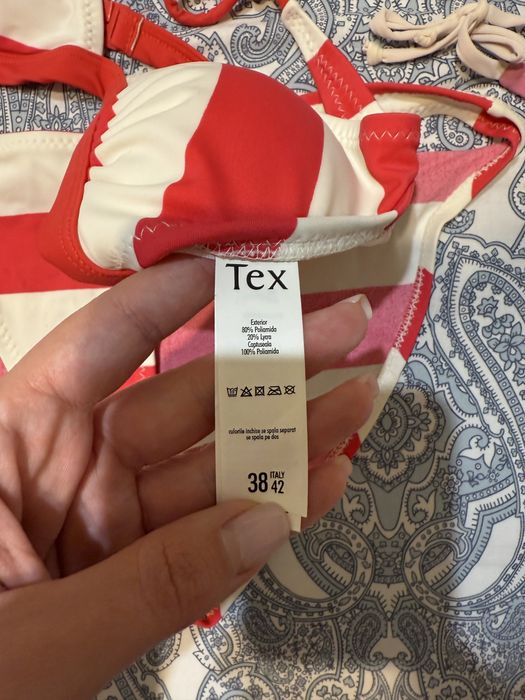 Tex
Exterior
80% Poliamida
20% Lycra
Captuseala
100% Poliamida
culorile inchise se spala separat
se spala pe dos
38 ITALY 42